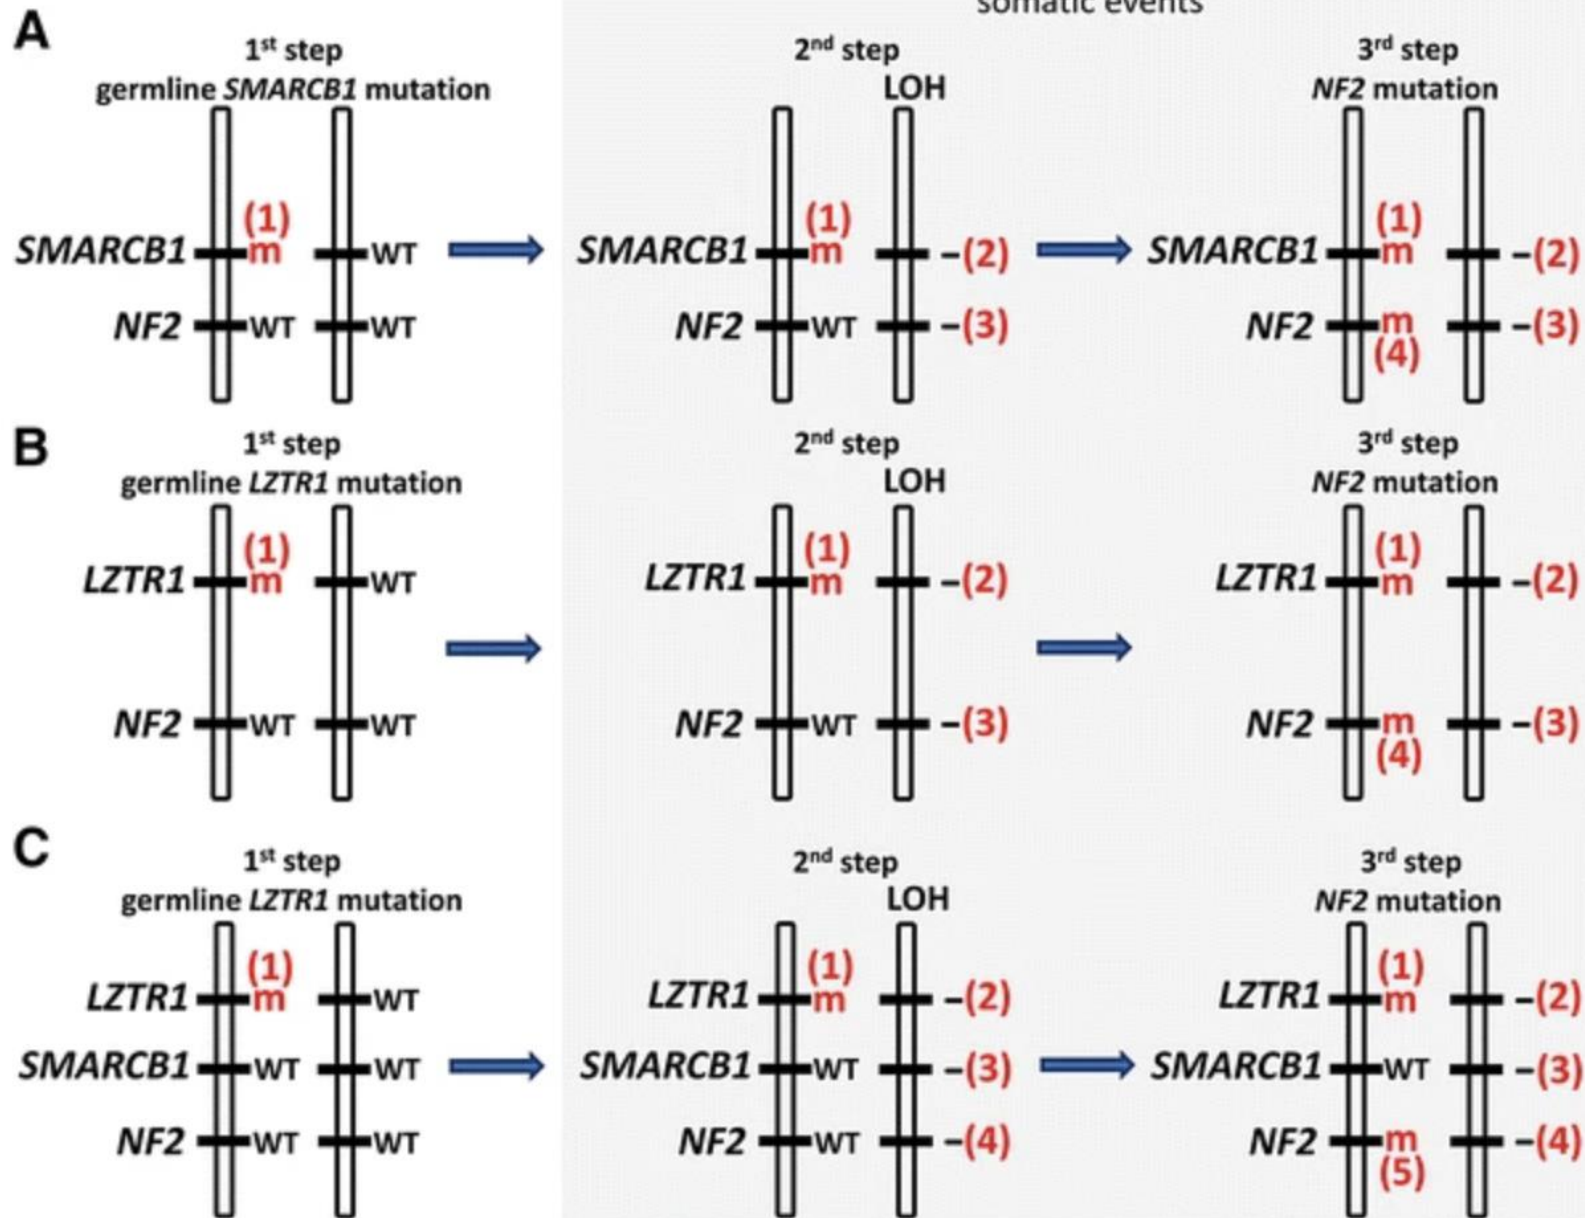 somatic events
A
1st step
2nd step
3rd step
germline SMARCB1 mutation
LOH
NF2 mutation
(1)
(1)
(1)
SMARCB1 m WT
SMARCB1 m –(2)
SMARCB1 m –(2)
NF2 WT WT
NF2 WT –(3)
NF2 m –(3)
(4)
B
1st step
2nd step
3rd step
germline LZTR1 mutation
LOH
NF2 mutation
(1)
(1)
(1)
LZTR1 m WT
LZTR1 m –(2)
LZTR1 m –(2)
NF2 WT WT
NF2 WT –(3)
NF2 m –(3)
(4)
C
1st step
2nd step
3rd step
germline LZTR1 mutation
LOH
NF2 mutation
(1)
(1)
(1)
LZTR1 m WT
LZTR1 m –(2)
LZTR1 m –(2)
SMARCB1 WT WT
SMARCB1 WT –(3)
SMARCB1 WT –(3)
NF2 WT WT
NF2 WT –(4)
NF2 m –(4)
(5)